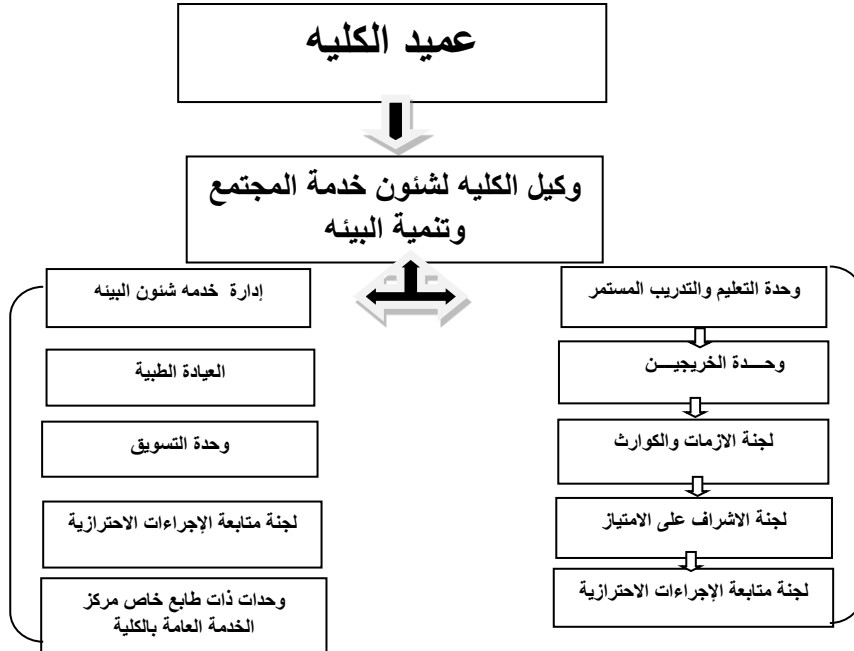 عميد الكليه
وكيل الكليه لشئون خدمة المجتمع
وتنمية البيئه
وحدة التعليم والتدريب المستمر
وحـــدة الخريجيـــن
لجنة الازمات والكوارث
لجنة الاشراف على الامتياز
لجنة متابعة الإجراءات الاحترازية
إدارة خدمه شئون البيئه
العيادة الطبية
وحدة التسويق
لجنة متابعة الإجراءات الاحترازية
وحدات ذات طابع خاص مركز
الخدمة العامة بالكلية